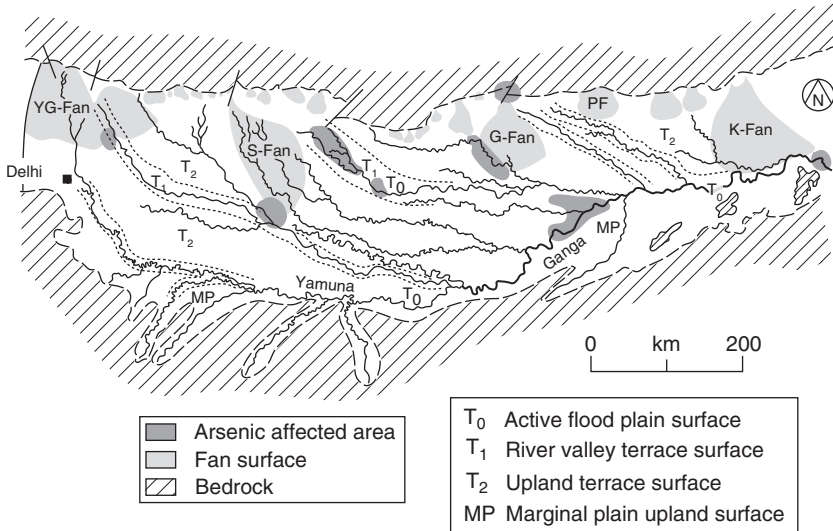 YG-Fan
PF
N
G-Fan
T2
K-Fan
S-Fan
T2
T1
T0
Delhi
T1
T2
MP
Ganga
T0
MP
Yamuna
T0
0 km 200
Arsenic affected area
Fan surface
Bedrock
T0 Active flood plain surface
T1 River valley terrace surface
T2 Upland terrace surface
MP Marginal plain upland surface